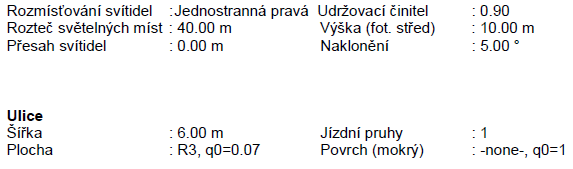 Rozmísťování svítidel :Jednostranná pravá Udržovací činitel : 0.90
Rozteč světelných míst : 40.00 m Výška (fot. střed) : 10.00 m
Přesah svítidel : 0.00 m Naklonění : 5.00 °
Ulice
Šířka : 6.00 m Jízdní pruhy : 1
Plocha : R3, q0=0.07 Povrch (mokrý) : -none-, q0=1